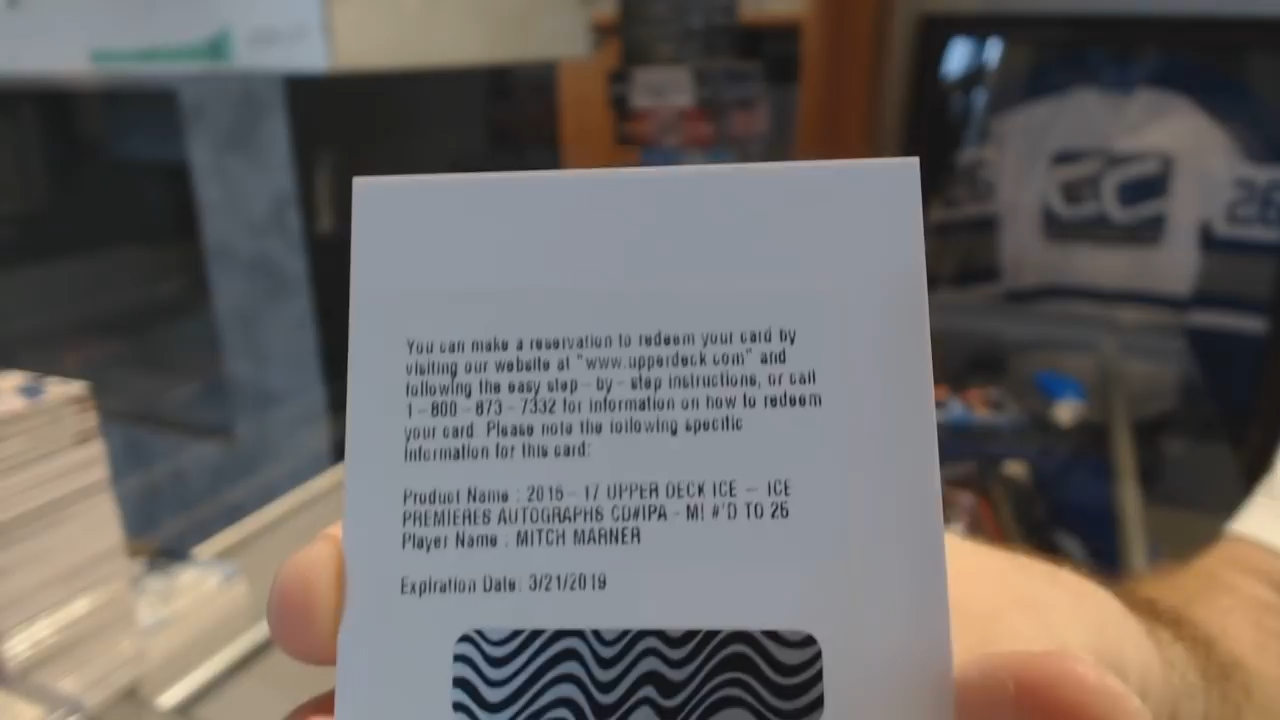 You can make a reservation to redeem your card by
visiting our website at "www.upperdeck.com" and
following the easy step - by - step instructions, or call
1 - 800 - 873 - 7332 for information on how to redeem
your card. Please note the following specific
information for this card:
Product Name : 2016 - 17 UPPER DECK ICE - ICE
PREMIERES AUTOGRAPHS CD#IPA - MI #'D TO 25
Player Name : MITCH MARNER
Expiration Date: 3/21/2019
CC
26